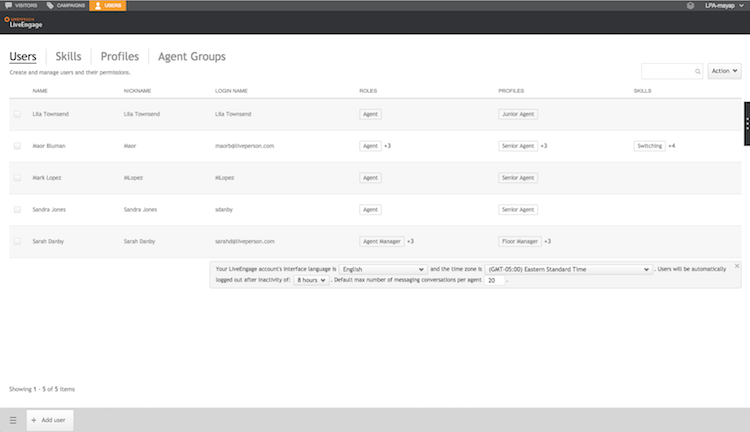 VISITORS CAMPAIGNS USERS LPA-mayap
LIVEPERSON
LiveEngage
Users Skills Profiles Agent Groups
Create and manage users and their permissions.
Action
NAME NICKNAME LOGIN NAME ROLES PROFILES SKILLS
Lila Townsend Lila Townsend Lila Townsend Agent Junior Agent
Maor Bluman Maor maorb@liveperson.com Agent +3 Senior Agent +3 Switching +4
Mark Lopez MLopez MLopez Agent Senior Agent
Sandra Jones Sandra Jones sdanby Agent Senior Agent
Sarah Danby Sarah Danby sarahd@liveperson.com Agent Manager +3 Floor Manager +3
Your LiveEngage account's interface language is English and the time zone is (GMT-05:00) Eastern Standard Time . Users will be automatically
logged out after inactivity of: 8 hours . Default max number of messaging conversations per agent 20 .
Showing 1 - 5 of 5 items
+ Add user